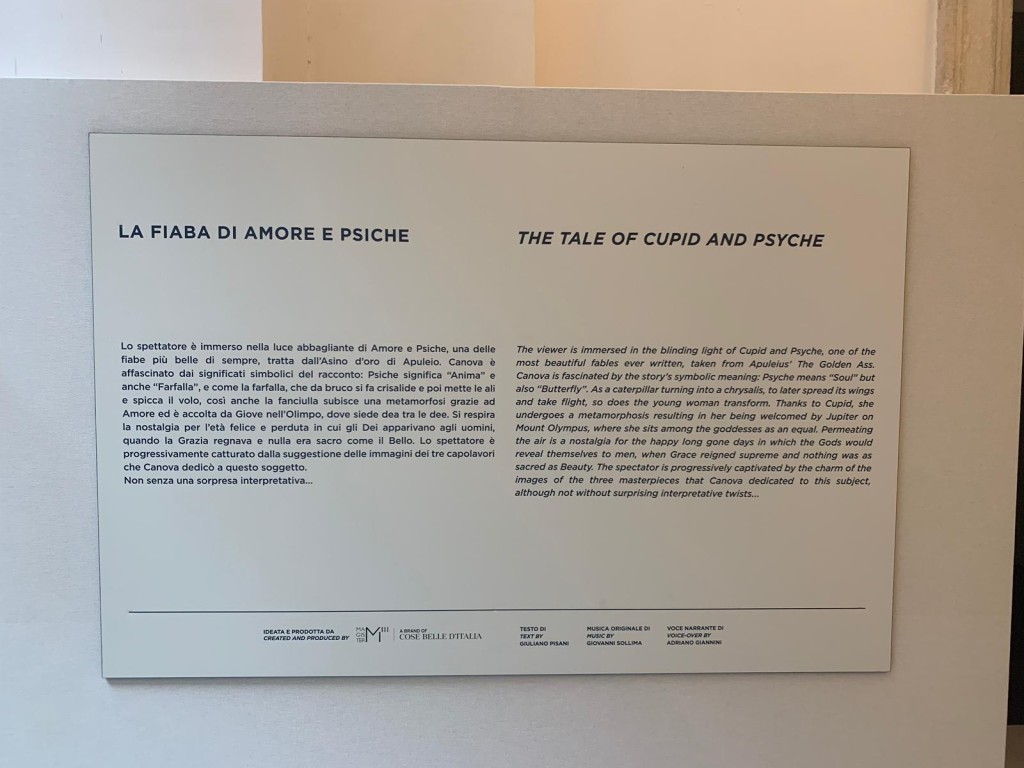 LA FIABA DI AMORE E PSICHE
Lo spettatore è immerso nella luce abbagliante di Amore e Psiche, una delle
fiabe più belle di sempre, tratta dall'Asino d'oro di Apuleio. Canova è
affascinato dai significati simbolici del racconto: Psiche significa "Anima" e
anche "Farfalla", e come la farfalla, che da bruco si fa crisalide e poi mette le ali
e spicca il volo, così anche la fanciulla subisce una metamorfosi grazie ad
Amore ed è accolta da Giove nell'Olimpo, dove siede dea tra le dee. Si respira
la nostalgia per l'età felice e perduta in cui gli Dei apparivano agli uomini,
quando la Grazia regnava e nulla era sacro come il Bello. Lo spettatore è
progressivamente catturato dalla suggestione delle immagini dei tre capolavori
che Canova dedicò a questo soggetto.
Non senza una sorpresa interpretativa...
THE TALE OF CUPID AND PSYCHE
The viewer is immersed in the blinding light of Cupid and Psyche, one of the
most beautiful fables ever written, taken from Apuleius' The Golden Ass.
Canova is fascinated by the story's symbolic meaning: Psyche means "Soul" but
also "Butterfly". As a caterpillar turning into a chrysalis, to later spread its wings
and take flight, so does the young woman transform. Thanks to Cupid, she
undergoes a metamorphosis resulting in her being welcomed by Jupiter on
Mount Olympus, where she sits among the goddesses as an equal. Permeating
the air is a nostalgia for the happy long gone days in which the Gods would
reveal themselves to men, when Grace reigned supreme and nothing was as
sacred as Beauty. The spectator is progressively captivated by the charm of the
images of the three masterpieces that Canova dedicated to this subject,
although not without surprising interpretative twists...
IDEATA E PRODOTTA DA
CREATED AND PRODUCED BY
MA
GIS
TER
M III
A BRAND OF
COSE BELLE D'ITALIA
TESTO DI
TEXT BY
GIULIANO PISANI
MUSICA ORIGINALE DI
MUSIC BY
GIOVANNI SOLLIMA
VOCE NARRANTE DI
VOICE-OVER BY
ADRIANO GIANNINI